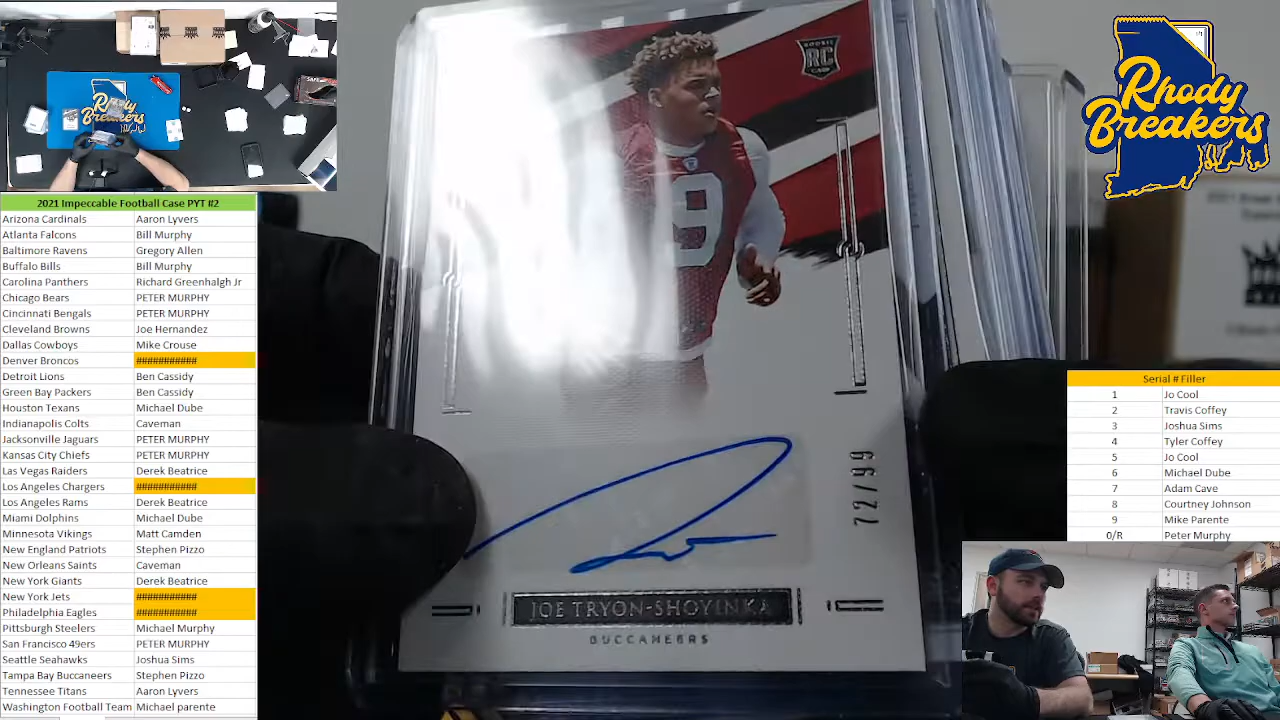 Rhody
Breakers
2021 Impeccable Football Case PYT #2
Arizona Cardinals Aaron Lyvers
Atlanta Falcons Bill Murphy
Baltimore Ravens Gregory Allen
Buffalo Bills Bill Murphy
Carolina Panthers Richard Greenhalgh Jr
Chicago Bears PETER MURPHY
Cincinnati Bengals PETER MURPHY
Cleveland Browns Joe Hernandez
Dallas Cowboys Mike Crouse
Denver Broncos ###########
Detroit Lions Ben Cassidy
Green Bay Packers Ben Cassidy
Houston Texans Michael Dube
Indianapolis Colts Caveman
Jacksonville Jaguars PETER MURPHY
Kansas City Chiefs PETER MURPHY
Las Vegas Raiders Derek Beatrice
Los Angeles Chargers ###########
Los Angeles Rams Derek Beatrice
Miami Dolphins Michael Dube
Minnesota Vikings Matt Camden
New England Patriots Stephen Pizzo
New Orleans Saints Caveman
New York Giants Derek Beatrice
New York Jets ###########
Philadelphia Eagles ###########
Pittsburgh Steelers Michael Murphy
San Francisco 49ers PETER MURPHY
Seattle Seahawks Joshua Sims
Tampa Bay Buccaneers Stephen Pizzo
Tennessee Titans Aaron Lyvers
Washington Football Team Michael parente
ROOKIE
RC
CARD
9
72/99
JOE TRYON-SHOYINKA
BUCCANEERS
Rhody
Breakers
Serial # Filler
1 Jo Cool
2 Travis Coffey
3 Joshua Sims
4 Tyler Coffey
5 Jo Cool
6 Michael Dube
7 Adam Cave
8 Courtney Johnson
9 Mike Parente
0/R Peter Murphy